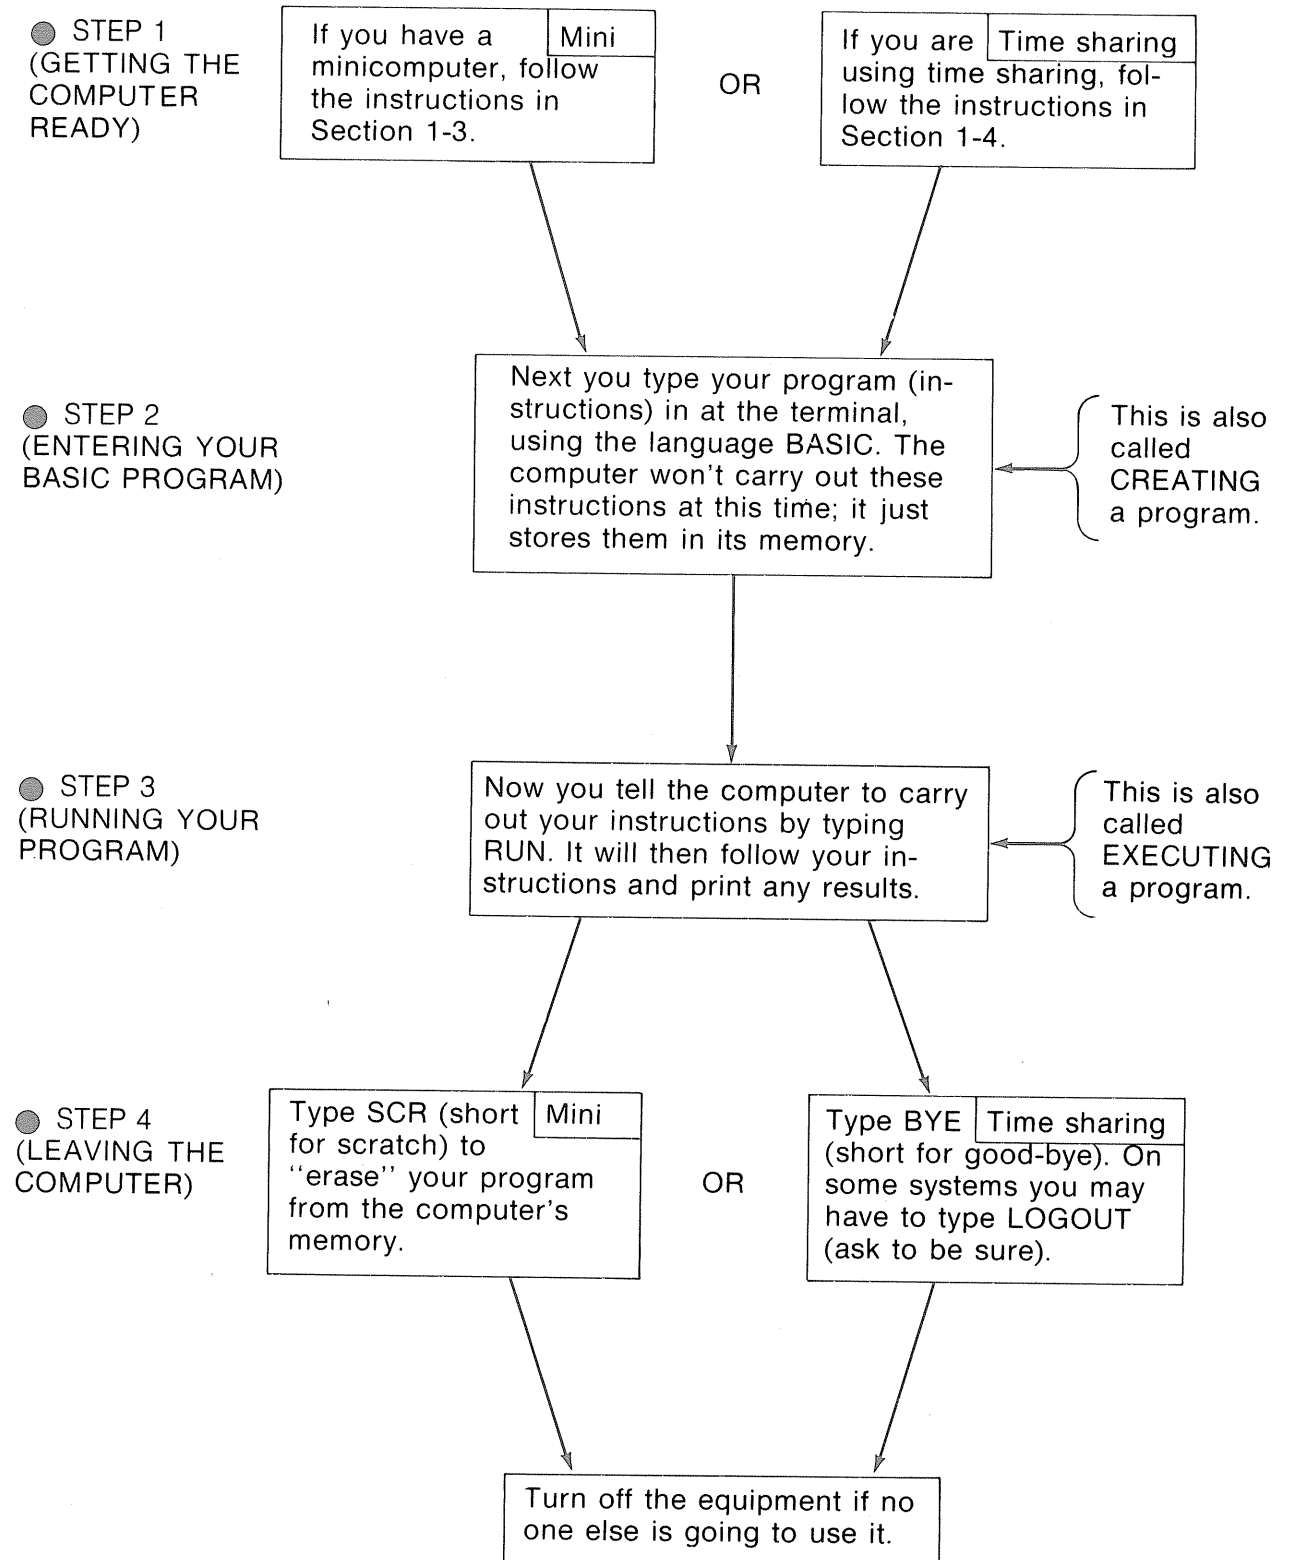 STEP 1
(GETTING THE
COMPUTER
READY)
If you have a
Mini
minicomputer, follow
the instructions in
Section 1-3.
OR
If you are
Time sharing
using time sharing, fol-
low the instructions in
Section 1-4.
STEP 2
(ENTERING YOUR
BASIC PROGRAM)
Next you type your program (in-
structions) in at the terminal,
using the language BASIC. The
computer won't carry out these
instructions at this time; it just
stores them in its memory.
This is also
called
CREATING
a program.
STEP 3
(RUNNING YOUR
PROGRAM)
Now you tell the computer to carry
out your instructions by typing
RUN. It will then follow your in-
structions and print any results.
This is also
called
EXECUTING
a program.
STEP 4
(LEAVING THE
COMPUTER)
Type SCR (short
Mini
for scratch) to
‘‘erase’’ your program
from the computer's
memory.
OR
Type BYE
Time sharing
(short for good-bye). On
some systems you may
have to type LOGOUT
(ask to be sure).
Turn off the equipment if no
one else is going to use it.